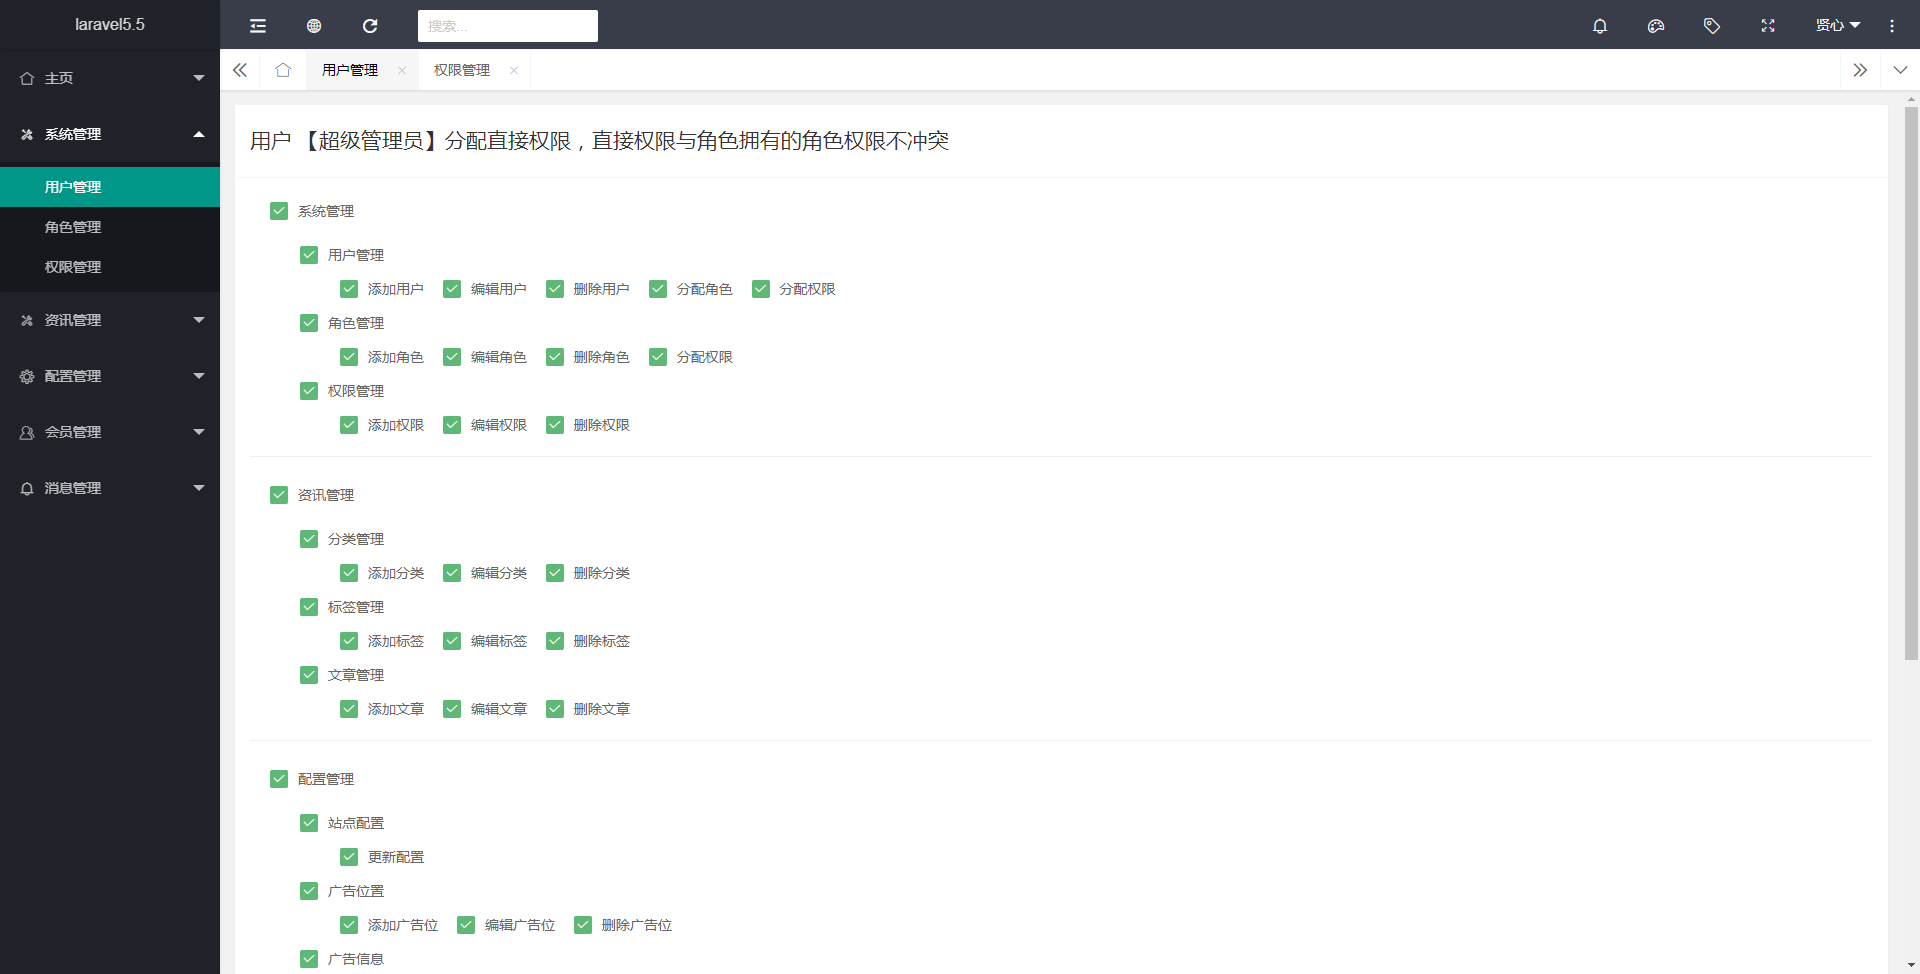 laravel5.5
搜索...
贤心
主页
系统管理
用户管理
角色管理
权限管理
资讯管理
配置管理
会员管理
消息管理
用户管理 权限管理
用户 【超级管理员】分配直接权限，直接权限与角色拥有的角色权限不冲突
系统管理
用户管理
添加用户 编辑用户 删除用户 分配角色 分配权限
角色管理
添加角色 编辑角色 删除角色 分配权限
权限管理
添加权限 编辑权限 删除权限
资讯管理
分类管理
添加分类 编辑分类 删除分类
标签管理
添加标签 编辑标签 删除标签
文章管理
添加文章 编辑文章 删除文章
配置管理
站点配置
更新配置
广告位置
添加广告位 编辑广告位 删除广告位
广告信息